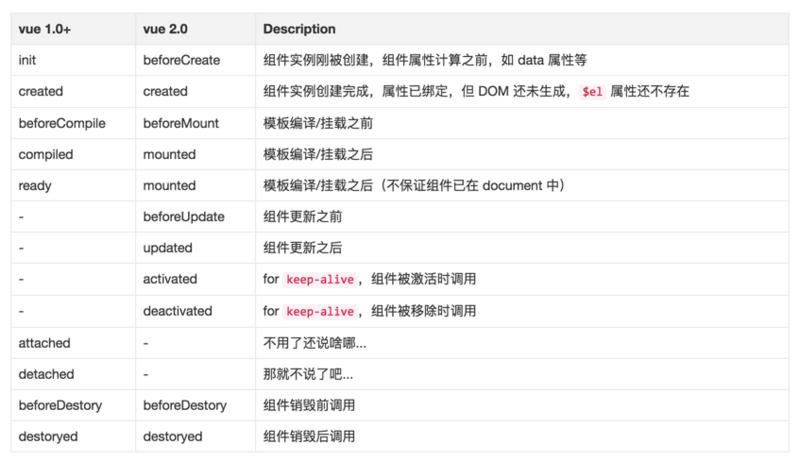 vue 1.0+ vue 2.0 Description
init beforeCreate 组件实例刚被创建，组件属性计算之前，如 data 属性等
created created 组件实例创建完成，属性已绑定，但 DOM 还未生成， $el 属性还不存在
beforeCompile beforeMount 模板编译/挂载之前
compiled mounted 模板编译/挂载之后
ready mounted 模板编译/挂载之后（不保证组件已在 document 中）
- beforeUpdate 组件更新之前
- updated 组件更新之后
- activated for keep-alive ，组件被激活时调用
- deactivated for keep-alive ，组件被移除时调用
attached - 不用了还说啥哪...
detached - 那就不说了吧...
beforeDestory beforeDestory 组件销毁前调用
destoryed destoryed 组件销毁后调用